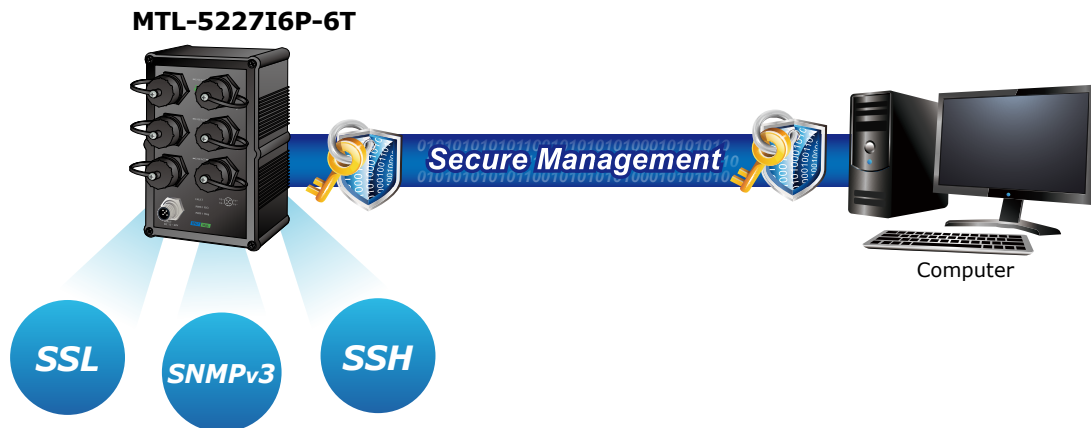 MTL-5227I6P-6T
Secure Management
Computer
SSL
SNMPv3
SSH